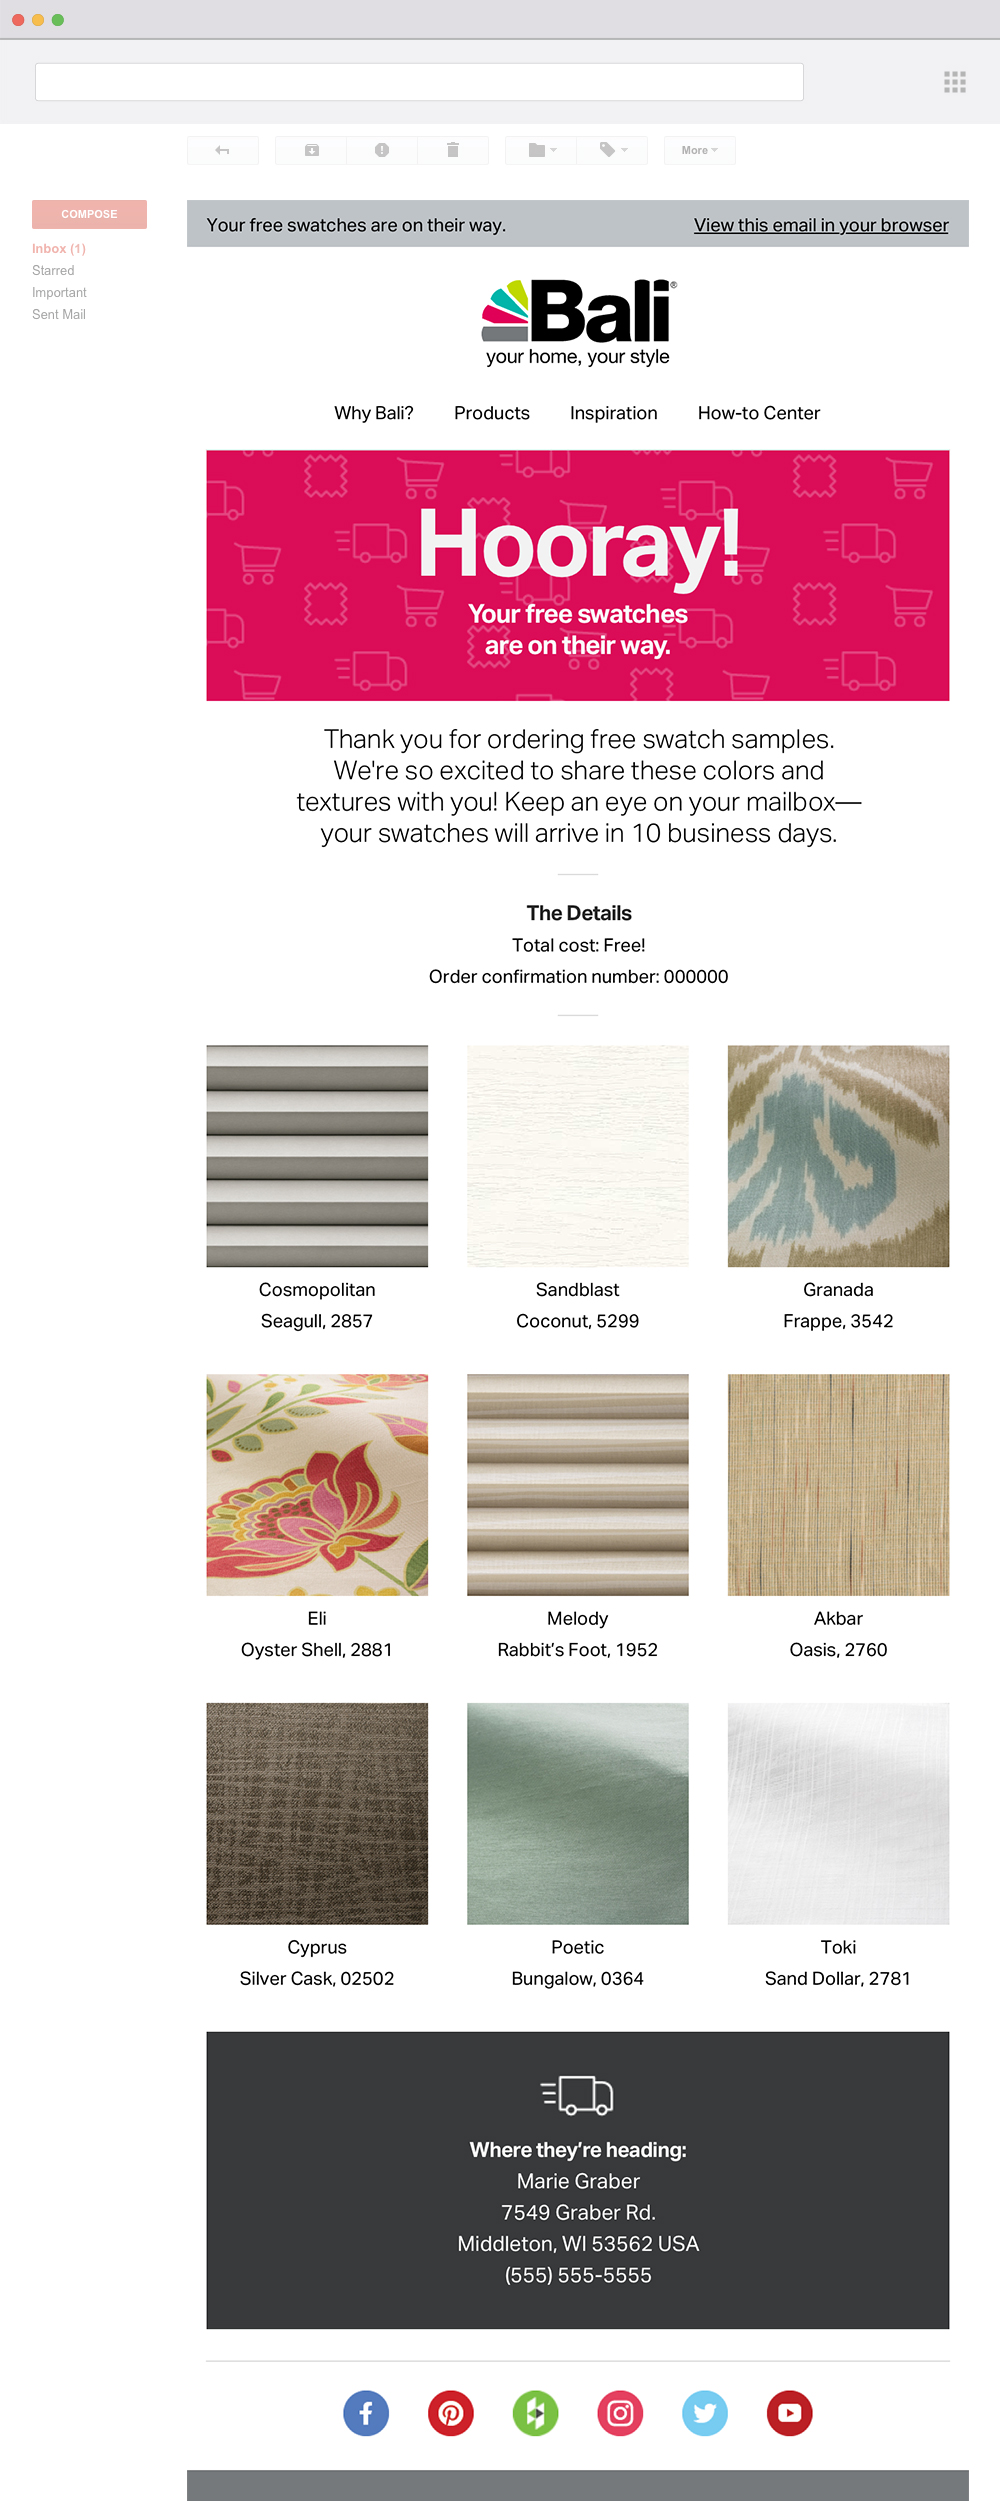 More
COMPOSE
Inbox (1)
Starred
Important
Sent Mail
Your free swatches are on their way.
View this email in your browser
Bali®
your home, your style
Why Bali?
Products
Inspiration
How-to Center
Hooray!
Your free swatches
are on their way.
Thank you for ordering free swatch samples.
We're so excited to share these colors and
textures with you! Keep an eye on your mailbox—
your swatches will arrive in 10 business days.
The Details
Total cost: Free!
Order confirmation number: 000000
Cosmopolitan
Seagull, 2857
Sandblast
Coconut, 5299
Granada
Frappe, 3542
Eli
Oyster Shell, 2881
Melody
Rabbit’s Foot, 1952
Akbar
Oasis, 2760
Cyprus
Silver Cask, 02502
Poetic
Bungalow, 0364
Toki
Sand Dollar, 2781
Where they’re heading:
Marie Graber
7549 Graber Rd.
Middleton, WI 53562 USA
(555) 555-5555